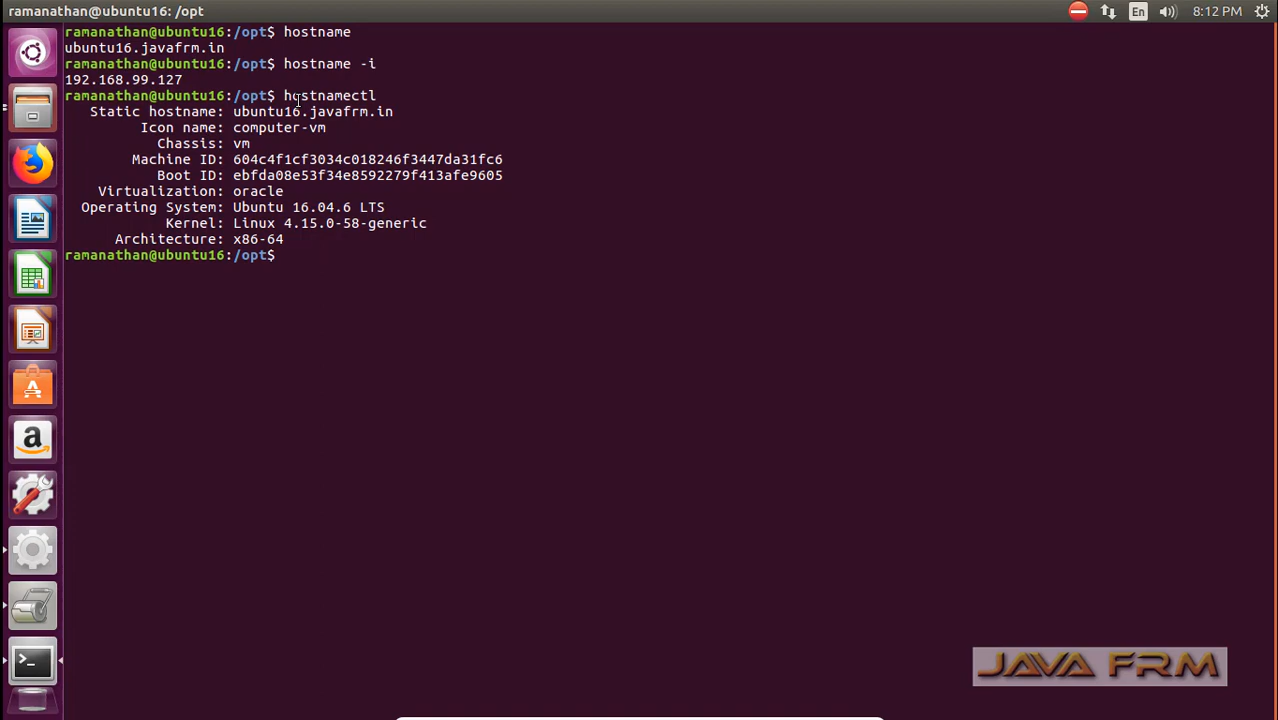 ramanathan@ubuntu16: /opt
En
8:12 PM
ramanathan@ubuntu16:/opt$ hostname
ubuntu16.javafrm.in
ramanathan@ubuntu16:/opt$ hostname -i
192.168.99.127
ramanathan@ubuntu16:/opt$ hostnamectl
Static hostname: ubuntu16.javafrm.in
Icon name: computer-vm
Chassis: vm
Machine ID: 604c4f1cf3034c018246f3447da31fc6
Boot ID: ebfda08e53f34e8592279f413afe9605
Virtualization: oracle
Operating System: Ubuntu 16.04.6 LTS
Kernel: Linux 4.15.0-58-generic
Architecture: x86-64
ramanathan@ubuntu16:/opt$
JAVA FRM